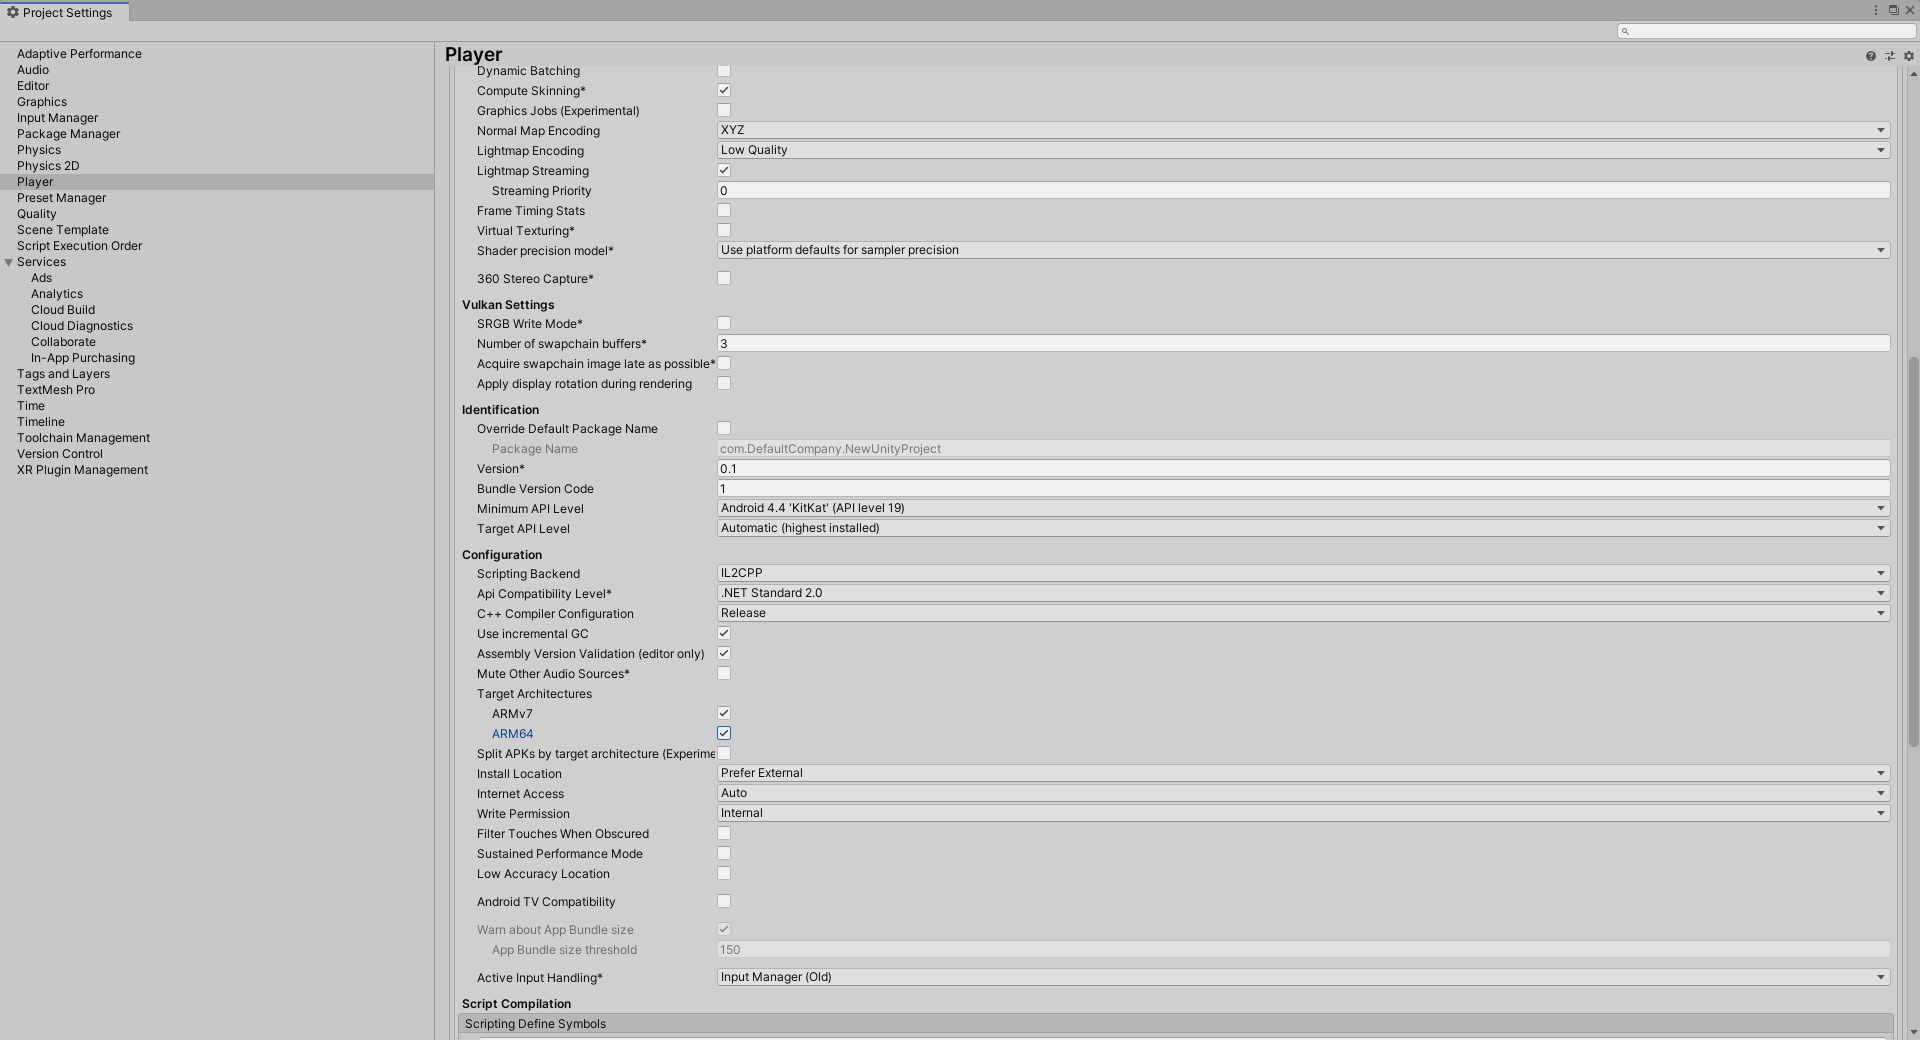 Project Settings
Adaptive Performance
Audio
Editor
Graphics
Input Manager
Package Manager
Physics
Physics 2D
Player
Preset Manager
Quality
Scene Template
Script Execution Order
Services
Ads
Analytics
Cloud Build
Cloud Diagnostics
Collaborate
In-App Purchasing
Tags and Layers
TextMesh Pro
Time
Timeline
Toolchain Management
Version Control
XR Plugin Management
Player
Dynamic Batching
Compute Skinning*
Graphics Jobs (Experimental)
Normal Map Encoding XYZ
Lightmap Encoding Low Quality
Lightmap Streaming
Streaming Priority 0
Frame Timing Stats
Virtual Texturing*
Shader precision model* Use platform defaults for sampler precision
360 Stereo Capture*
Vulkan Settings
SRGB Write Mode*
Number of swapchain buffers* 3
Acquire swapchain image late as possible*
Apply display rotation during rendering
Identification
Override Default Package Name
Package Name com.DefaultCompany.NewUnityProject
Version* 0.1
Bundle Version Code 1
Minimum API Level Android 4.4 'KitKat' (API level 19)
Target API Level Automatic (highest installed)
Configuration
Scripting Backend IL2CPP
Api Compatibility Level* .NET Standard 2.0
C++ Compiler Configuration Release
Use incremental GC
Assembly Version Validation (editor only)
Mute Other Audio Sources*
Target Architectures
ARMv7
ARM64
Split APKs by target architecture (Experime
Install Location Prefer External
Internet Access Auto
Write Permission Internal
Filter Touches When Obscured
Sustained Performance Mode
Low Accuracy Location
Android TV Compatibility
Warn about App Bundle size
App Bundle size threshold 150
Active Input Handling* Input Manager (Old)
Script Compilation
Scripting Define Symbols